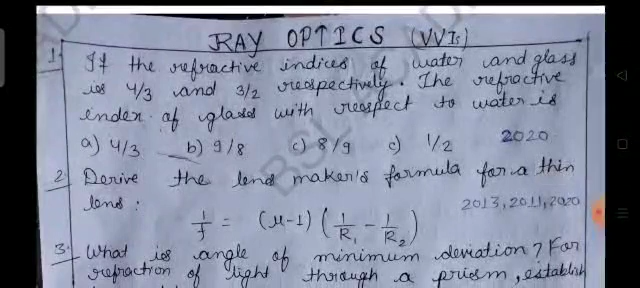 RAY OPTICS (VVIs)
1. If the refractive indices of water and glass
is 4/3 and 3/2 respectively. The refractive
index of glass with respect to water is
a) 4/3 b) 9/8 c) 8/9 c) 1/2 2020
2. Derive the lens maker's formula for a thin
lens: 1/f = (μ-1) (1/R1 - 1/R2) 2013, 2011, 2020
3. What is angle of minimum deviation? For
refraction of light through a prism, establish